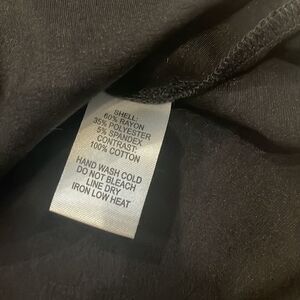 SHELL:
60% RAYON
35% POLYESTER
5% SPANDEX
CONTRAST:
100% COTTON
HAND WASH COLD
DO NOT BLEACH
LINE DRY
IRON LOW HEAT